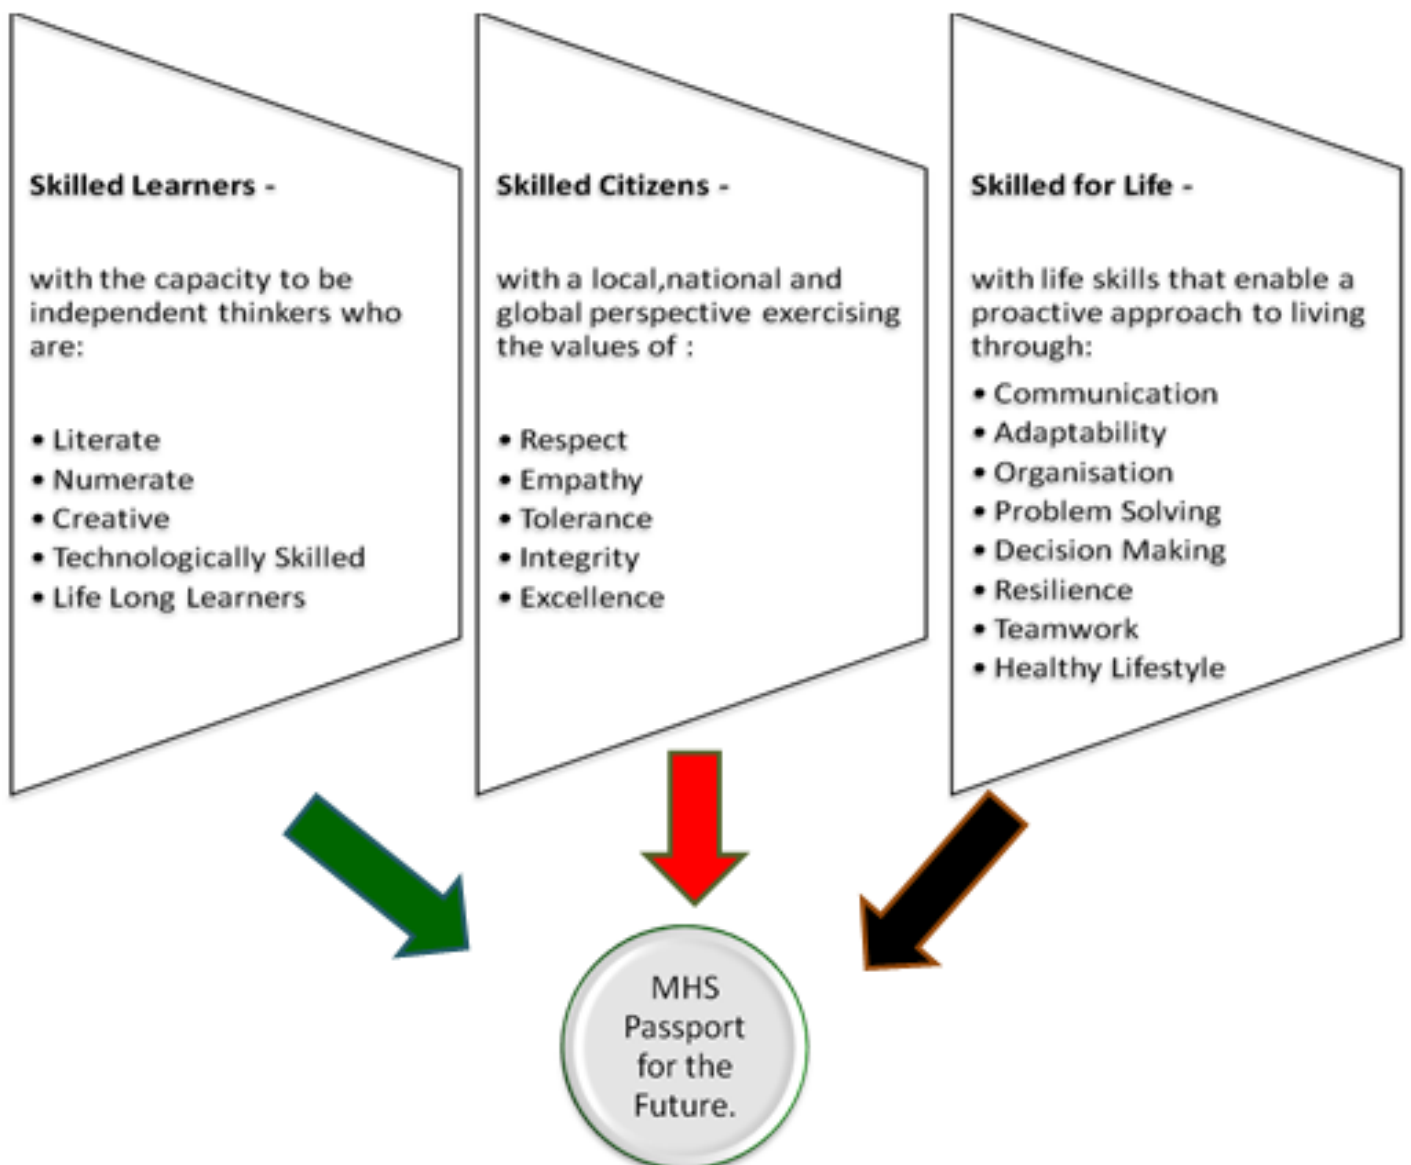 Skilled Learners -
with the capacity to be
independent thinkers who
are:
• Literate
• Numerate
• Creative
• Technologically Skilled
• Life Long Learners
Skilled Citizens -
with a local,national and
global perspective exercising
the values of :
• Respect
• Empathy
• Tolerance
• Integrity
• Excellence
Skilled for Life -
with life skills that enable a
proactive approach to living
through:
• Communication
• Adaptability
• Organisation
• Problem Solving
• Decision Making
• Resilience
• Teamwork
• Healthy Lifestyle
MHS
Passport
for the
Future.